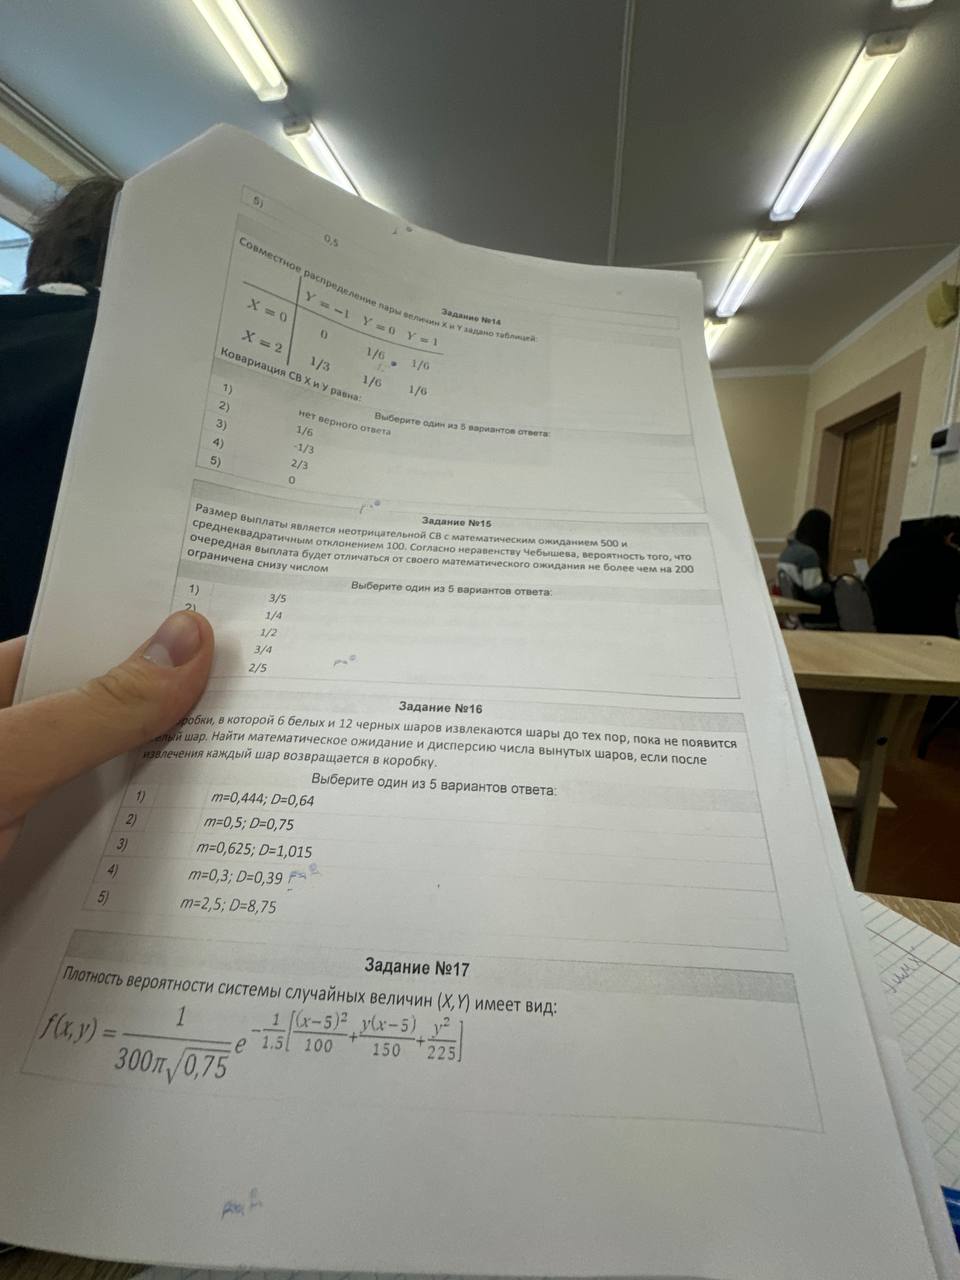 5)
0,5
Задание №14
Совместное распределение пары величин X и Y задано таблицей:
Y = −1 Y = 0 Y = 1
X = 0 0 1/6 1/6
X = 2 1/3 1/6 1/6
Ковариация СВ X и Y равна:
Выберите один из 5 вариантов ответа:
1) нет верного ответа
2) 1/6
3) -1/3
4) 2/3
5) 0
Задание №15
Размер выплаты является неотрицательной СВ с математическим ожиданием 500 и
среднеквадратичным отклонением 100. Согласно неравенству Чебышева, вероятность того, что
очередная выплата будет отличаться от своего математического ожидания не более чем на 200
ограничена снизу числом
Выберите один из 5 вариантов ответа:
1) 3/5
2) 1/4
1/2
3/4
2/5
Задание №16
в которой 6 белых и 12 черных шаров извлекаются шары до тех пор, пока не появится
шар. Найти математическое ожидание и дисперсию числа вынутых шаров, если после
извлечения каждый шар возвращается в коробку.
Выберите один из 5 вариантов ответа:
1) m=0,444; D=0,64
2) m=0,5; D=0,75
3) m=0,625; D=1,015
4) m=0,3; D=0,39
5) m=2,5; D=8,75
Задание №17
Плотность вероятности системы случайных величин (X,Y) имеет вид:
f(x, y) = 1/(300π√0,75) e^(−1/1,5[(x−5)²/100 + y(x−5)/150 + y²/225])